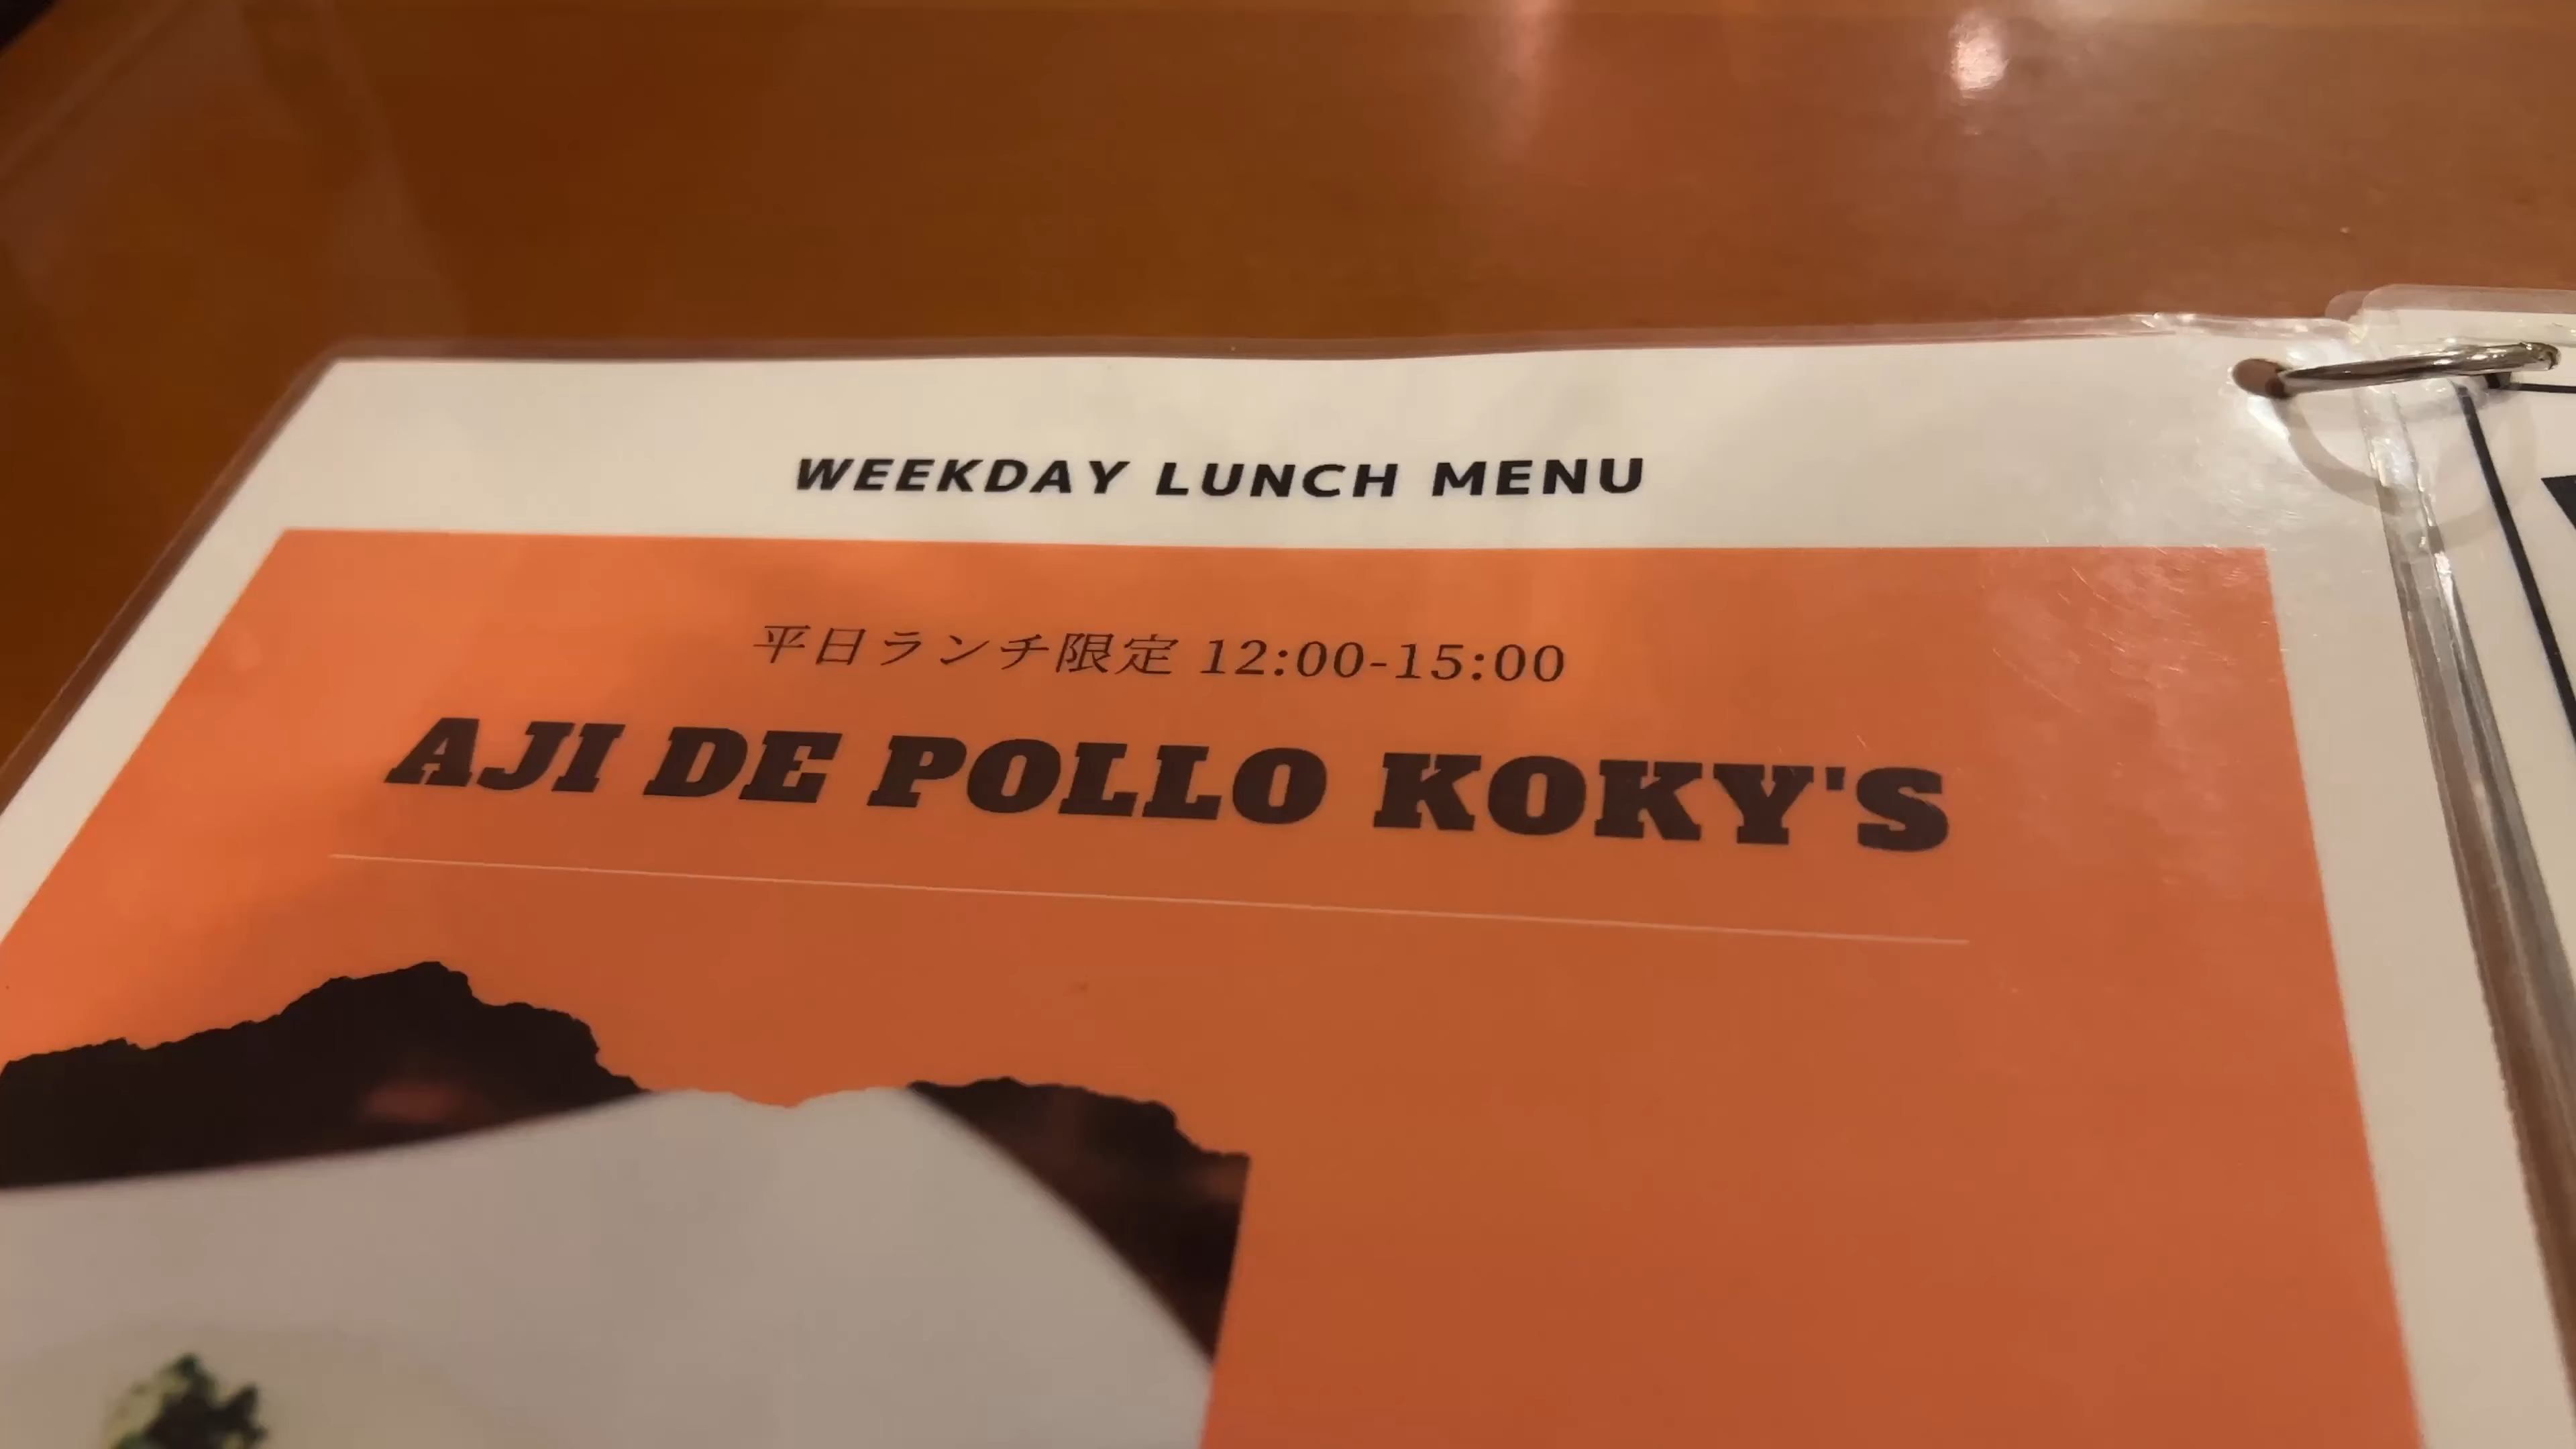 WEEKDAY LUNCH MENU
平日ランチ限定 12:00-15:00
AJI DE POLLO KOKY'S